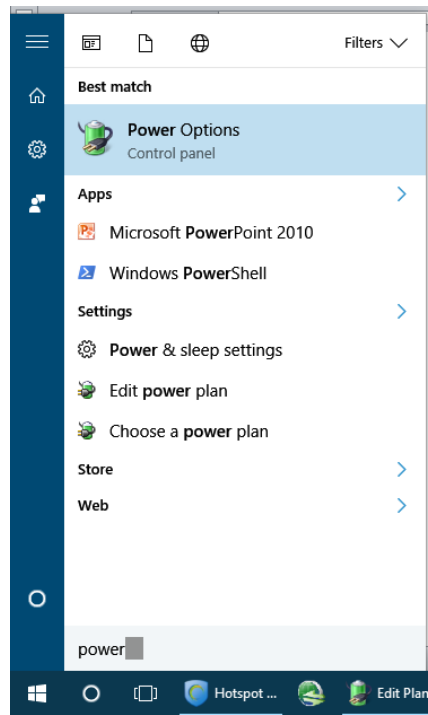 Filters
Best match
Power Options
Control panel
Apps
Microsoft PowerPoint 2010
Windows PowerShell
Settings
Power & sleep settings
Edit power plan
Choose a power plan
Store
Web
power
Hotspot ... Edit Plan